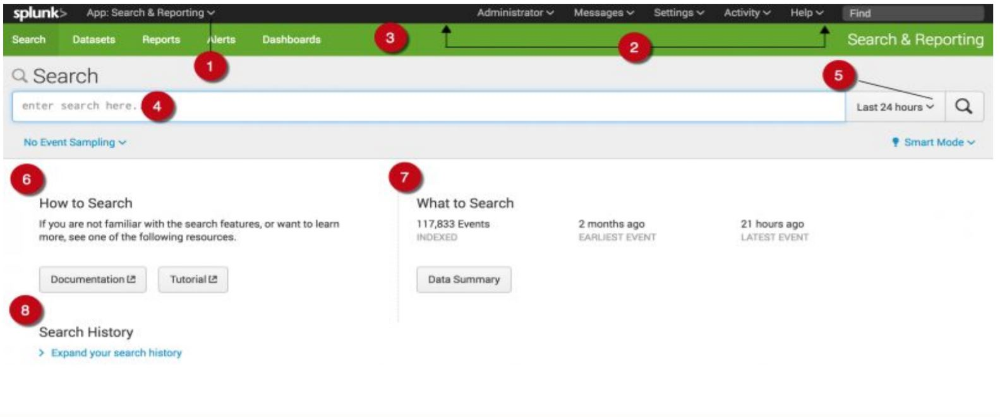 splunk> App: Search & Reporting Administrator Messages Settings Activity Help Find
Search Datasets Reports Alerts Dashboards 3 2 Search & Reporting
1
Search 5
enter search here.. 4 Last 24 hours
No Event Sampling Smart Mode
6 7
How to Search What to Search
If you are not familiar with the search features, or want to learn 117,833 Events 2 months ago 21 hours ago
more, see one of the following resources. INDEXED EARLIEST EVENT LATEST EVENT
Documentation Tutorial Data Summary
8
Search History
> Expand your search history